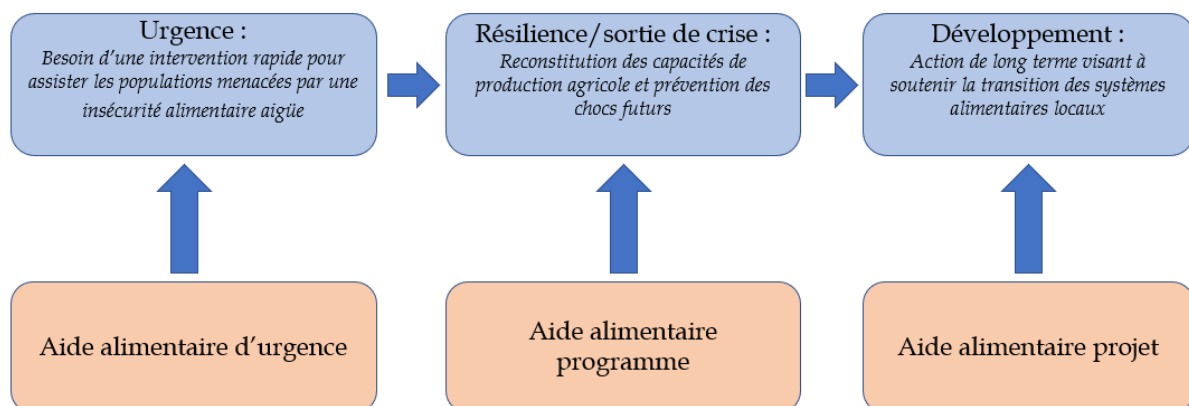 Urgence :
Besoin d’une intervention rapide pour
assister les populations menacées par une
insécurité alimentaire aigüe
Résilience/sortie de crise :
Reconstitution des capacités de
production agricole et prévention des
chocs futurs
Développement :
Action de long terme visant à
soutenir la transition des systèmes
alimentaires locaux
Aide alimentaire d’urgence
Aide alimentaire
programme
Aide alimentaire projet